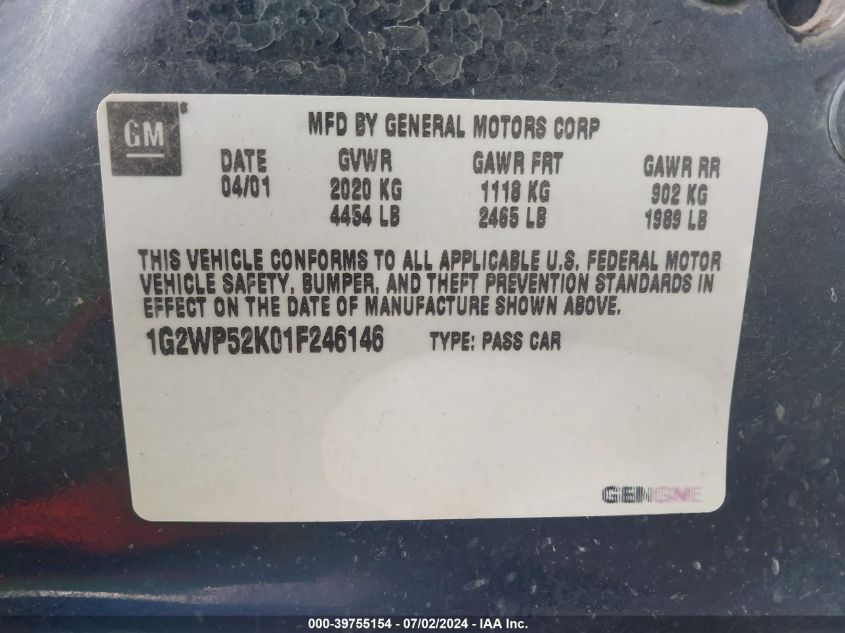 GM
MFD BY GENERAL MOTORS CORP
DATE GVWR GAWR FRT GAWR RR
04/01 2020 KG 1118 KG 902 KG
4454 LB 2465 LB 1989 LB
THIS VEHICLE CONFORMS TO ALL APPLICABLE U.S. FEDERAL MOTOR
VEHICLE SAFETY, BUMPER, AND THEFT PREVENTION STANDARDS IN
EFFECT ON THE DATE OF MANUFACTURE SHOWN ABOVE.
1G2WP52K01F246146 TYPE: PASS CAR
000-39755154 - 07/02/2024 - IAA Inc.